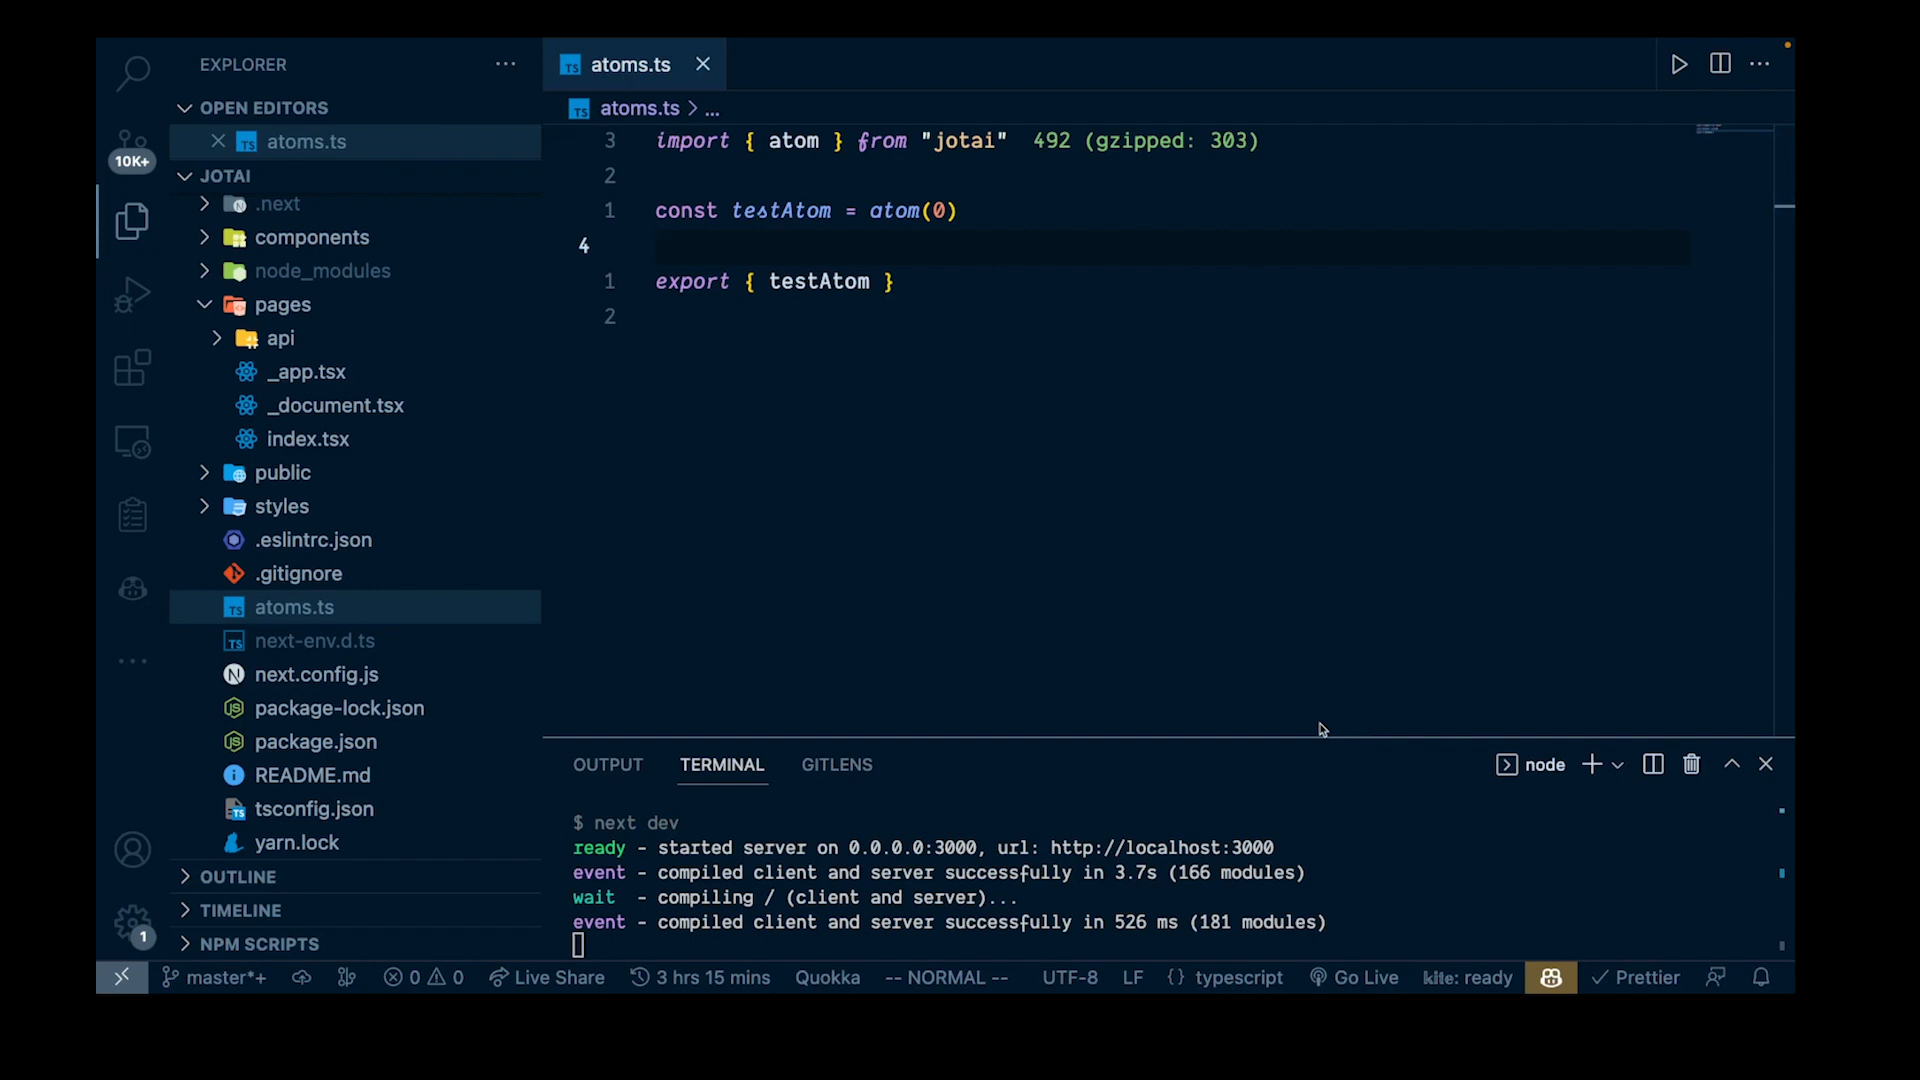 EXPLORER
OPEN EDITORS
atoms.ts
10K+
JOTAI
.next
components
node_modules
pages
api
_app.tsx
_document.tsx
index.tsx
public
styles
.eslintrc.json
.gitignore
atoms.ts
next-env.d.ts
next.config.js
package-lock.json
package.json
README.md
tsconfig.json
yarn.lock
OUTLINE
TIMELINE
NPM SCRIPTS
1
atoms.ts
atoms.ts > ...
3 import { atom } from "jotai" 492 (gzipped: 303)
2
1 const testAtom = atom(0)
4
1 export { testAtom }
2
OUTPUT TERMINAL GITLENS node
$ next dev
ready - started server on 0.0.0.0:3000, url: http://localhost:3000
event - compiled client and server successfully in 3.7s (166 modules)
wait - compiling / (client and server)...
event - compiled client and server successfully in 526 ms (181 modules)
master*+ 0 0 Live Share 3 hrs 15 mins Quokka -- NORMAL -- UTF-8 LF {} typescript Go Live kite: ready Prettier